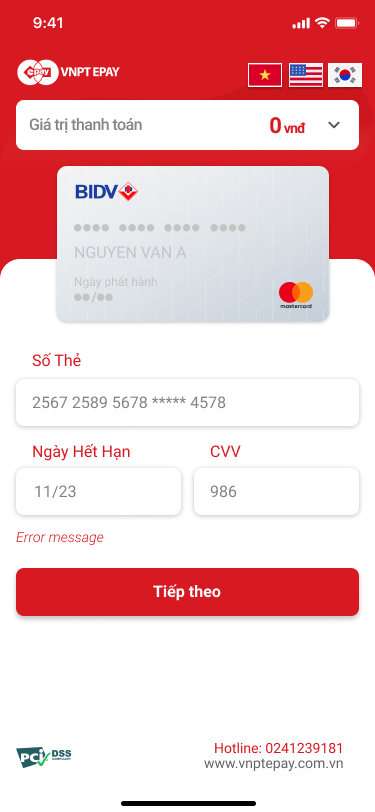 9:41
epay VNPT EPAY
Giá trị thanh toán 0 vnđ
BIDV
•••• •••• •••• ••••
NGUYEN VAN A
Ngày phát hành
••/••
mastercard
Số Thẻ
2567 2589 5678 ***** 4578
Ngày Hết Hạn CVV
11/23 986
Error message
Tiếp theo
PCI DSS
COMPLIANT
Hotline: 0241239181
www.vnptepay.com.vn